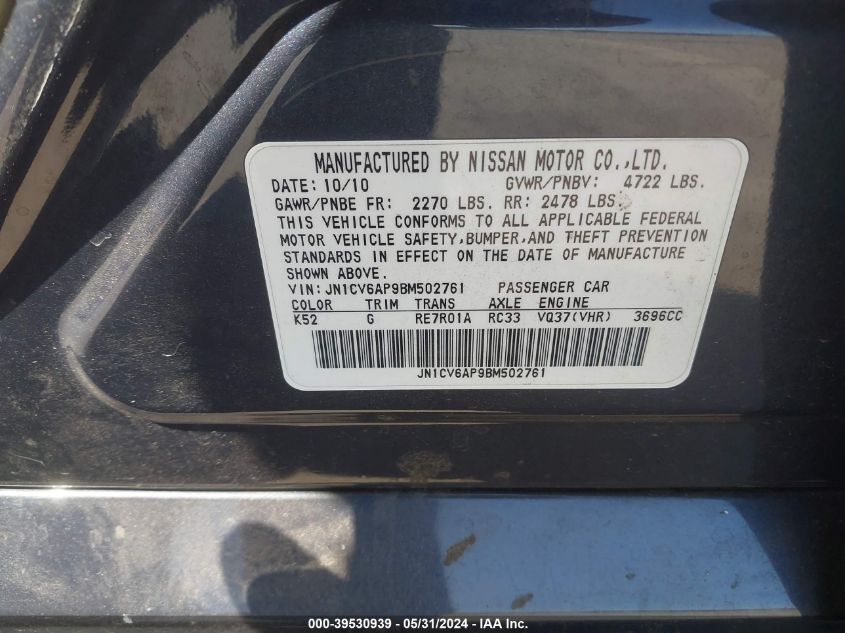 MANUFACTURED BY NISSAN MOTOR CO.,LTD.
DATE: 10/10 GVWR/PNBV: 4722 LBS.
GAWR/PNBE FR: 2270 LBS. RR: 2478 LBS.
THIS VEHICLE CONFORMS TO ALL APPLICABLE FEDERAL
MOTOR VEHICLE SAFETY,BUMPER,AND THEFT PREVENTION
STANDARDS IN EFFECT ON THE DATE OF MANUFACTURE
SHOWN ABOVE.
VIN: JN1CV6AP9BM502761 PASSENGER CAR
COLOR TRIM TRANS AXLE ENGINE
K52 G RE7R01A RC33 VQ37(VHR) 3696CC
JN1CV6AP9BM502761
000-39530939 - 05/31/2024 - IAA Inc.